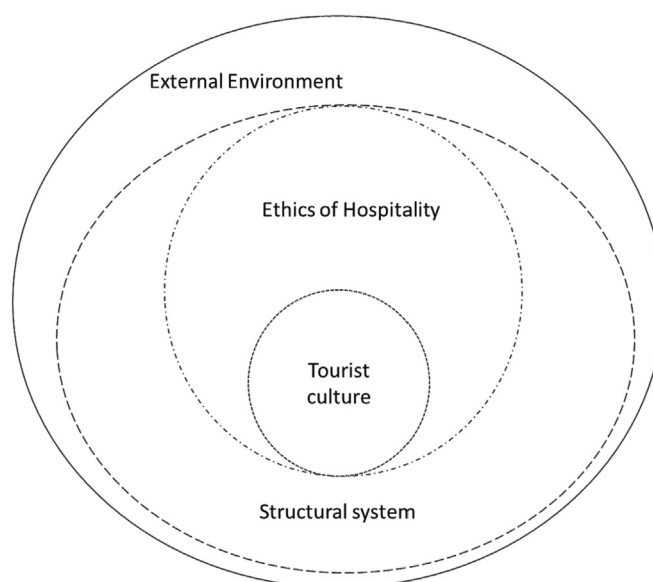 External Environment
Ethics of Hospitality
Tourist
culture
Structural system